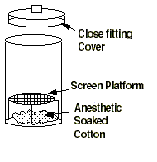 Close fitting
Cover
Screen Platform
Anesthetic
Soaked
Cotton